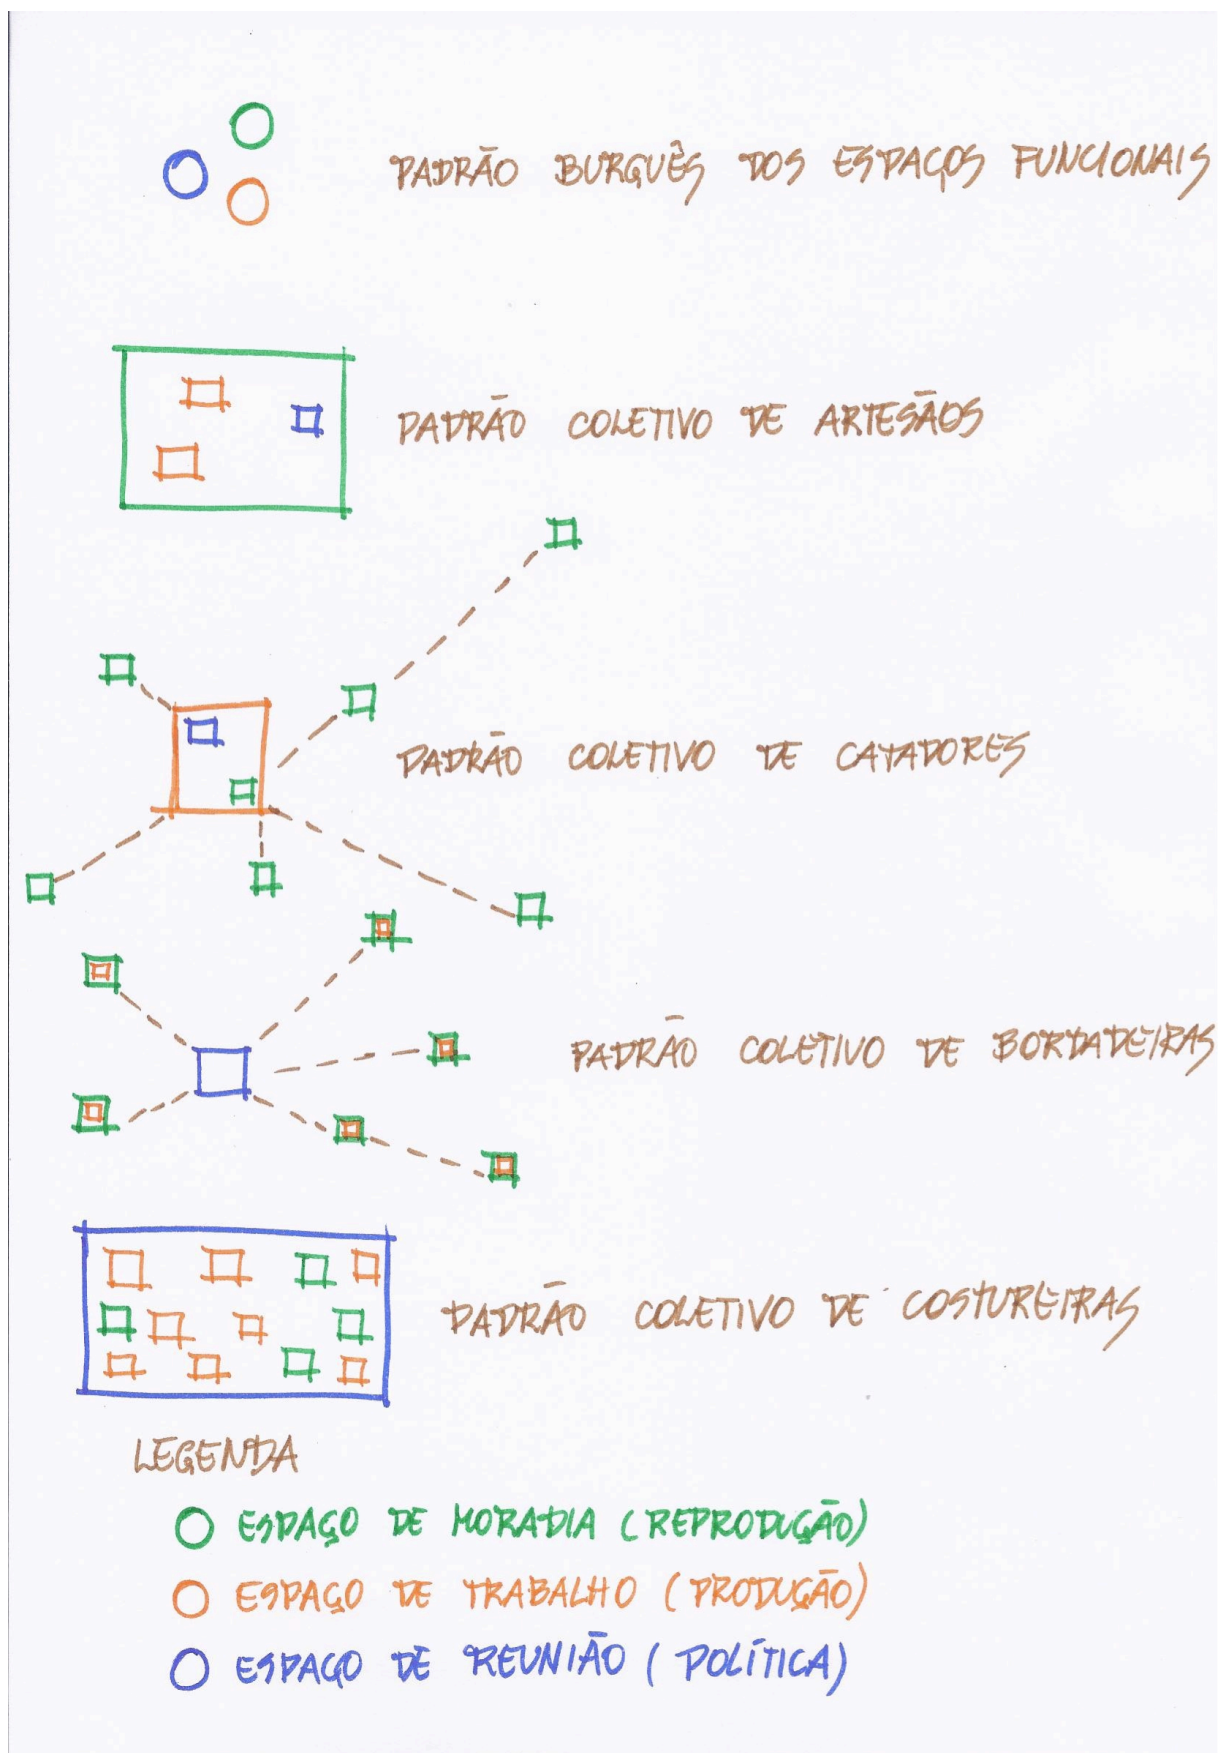 PADRÃO BURGUÊS DOS ESPAÇOS FUNCIONAIS
PADRÃO COLETIVO DE ARTESÃOS
PADRÃO COLETIVO DE CATADORES
PADRÃO COLETIVO DE BORDADEIRAS
PADRÃO COLETIVO DE COSTUREIRAS
LEGENDA
ESPAÇO DE MORADIA (REPRODUÇÃO)
ESPAÇO DE TRABALHO (PRODUÇÃO)
ESPAÇO DE REUNIÃO (POLÍTICA)